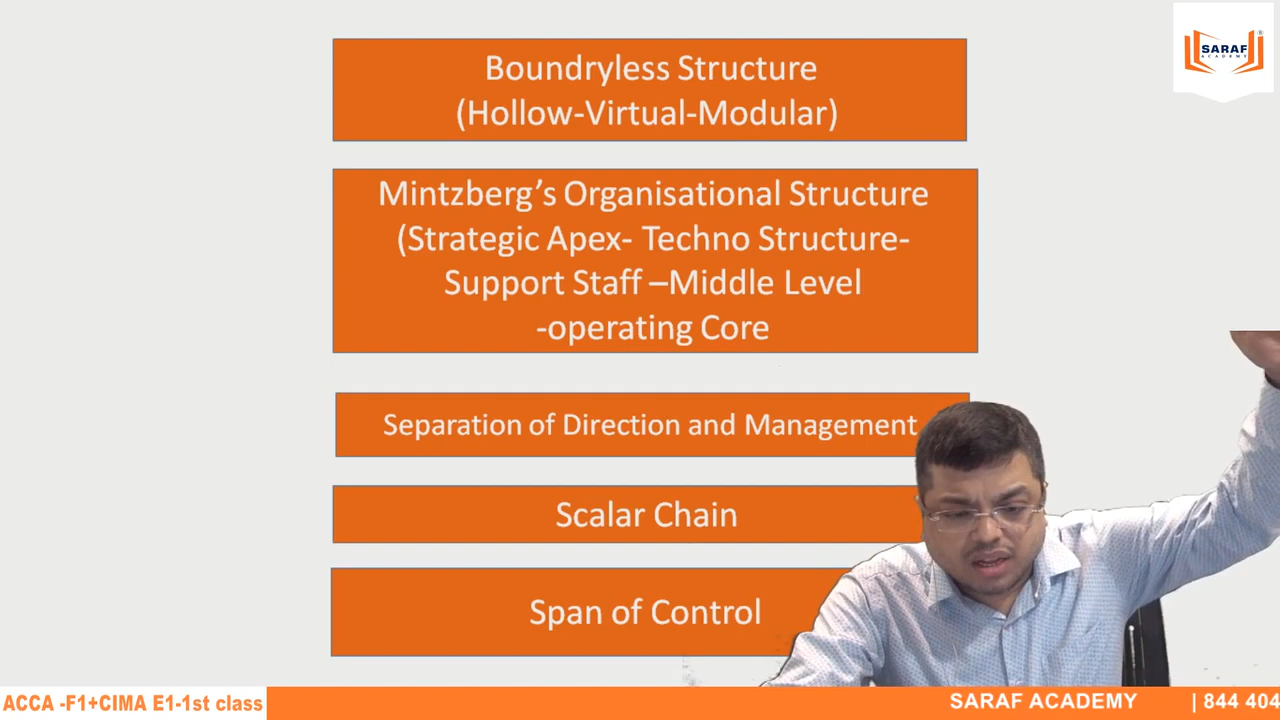 Boundryless Structure
(Hollow-Virtual-Modular)
SARAF
ACADEMY
Mintzberg’s Organisational Structure
(Strategic Apex- Techno Structure-
Support Staff –Middle Level
-operating Core
Separation of Direction and Management
Scalar Chain
Span of Control
ACCA -F1+CIMA E1-1st class
SARAF ACADEMY | 844 404